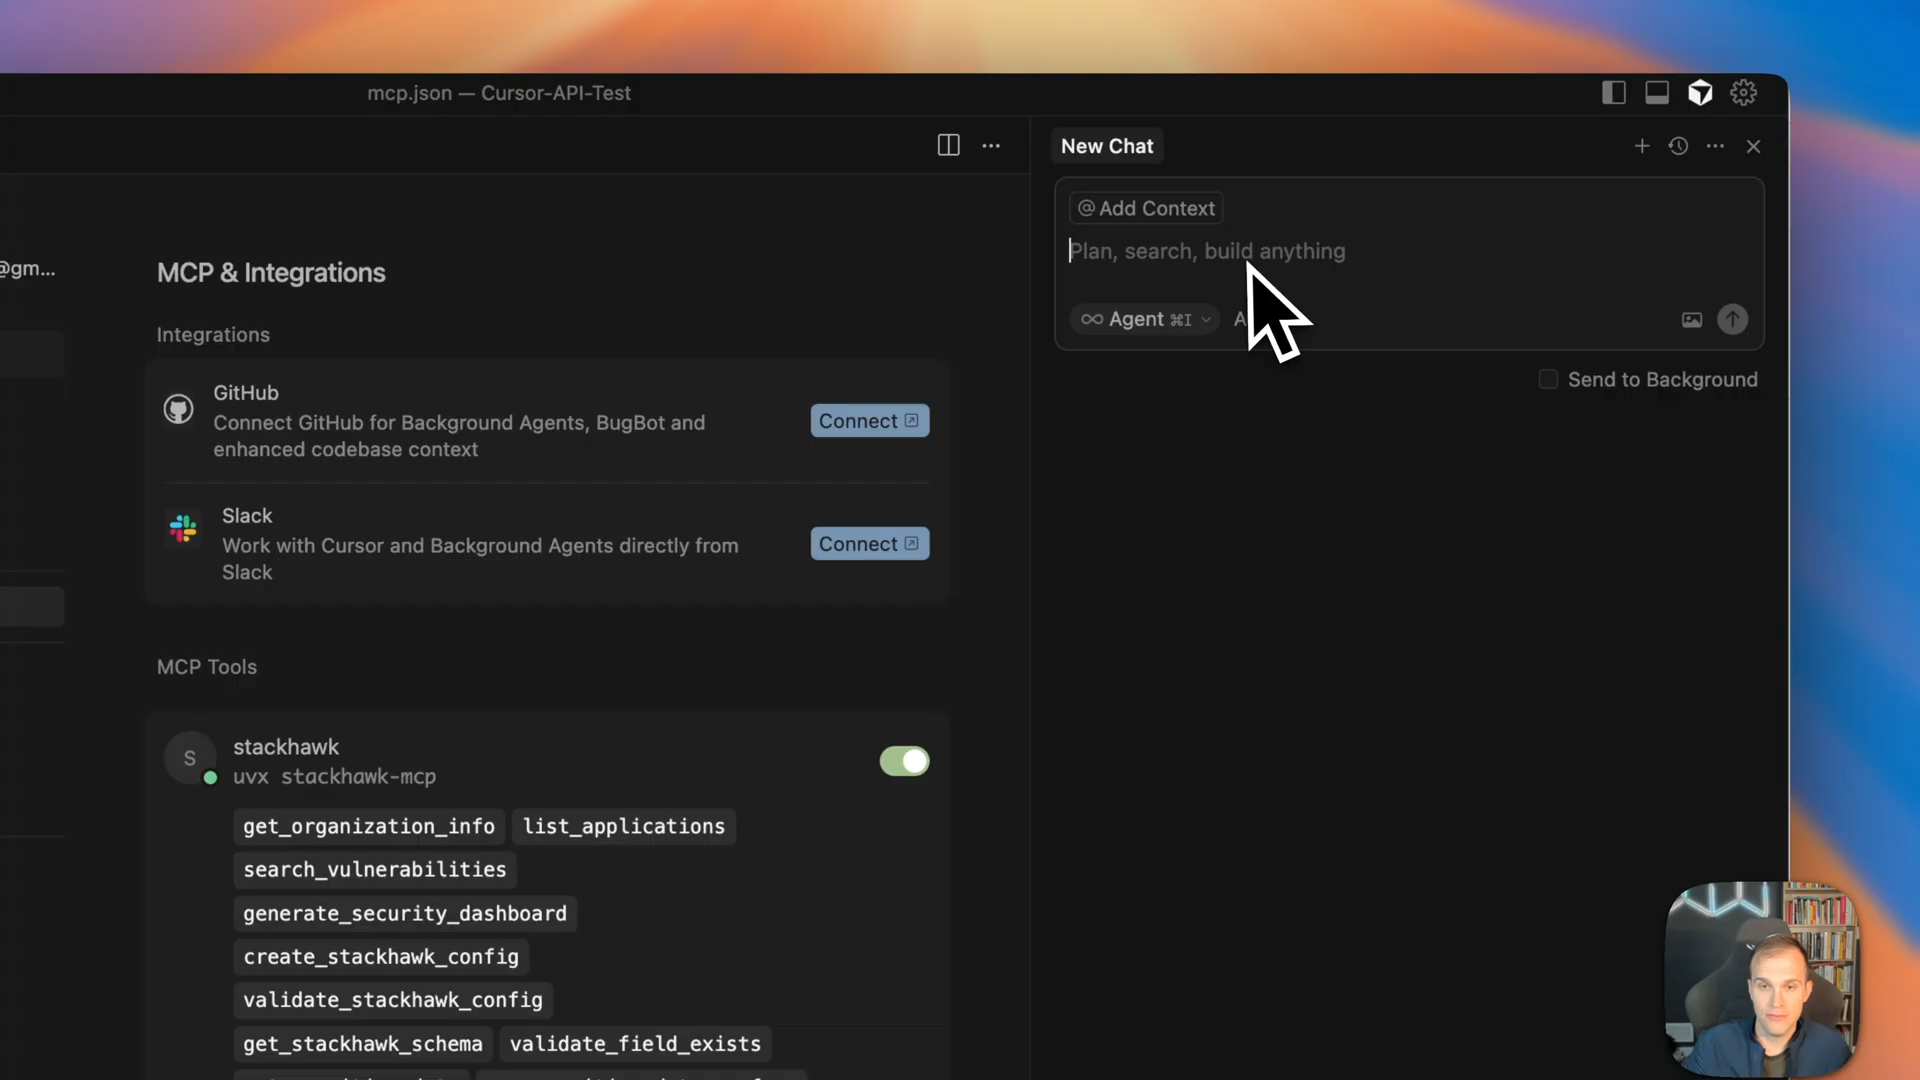 mcp.json — Cursor-API-Test
@gm...
MCP & Integrations
Integrations
GitHub
Connect GitHub for Background Agents, BugBot and
enhanced codebase context
Connect
Slack
Work with Cursor and Background Agents directly from
Slack
Connect
MCP Tools
S
stackhawk
uvx stackhawk-mcp
get_organization_info list_applications
search_vulnerabilities
generate_security_dashboard
create_stackhawk_config
validate_stackhawk_config
get_stackhawk_schema validate_field_exists
New Chat
@ Add Context
Plan, search, build anything
Agent ⌘I
Send to Background